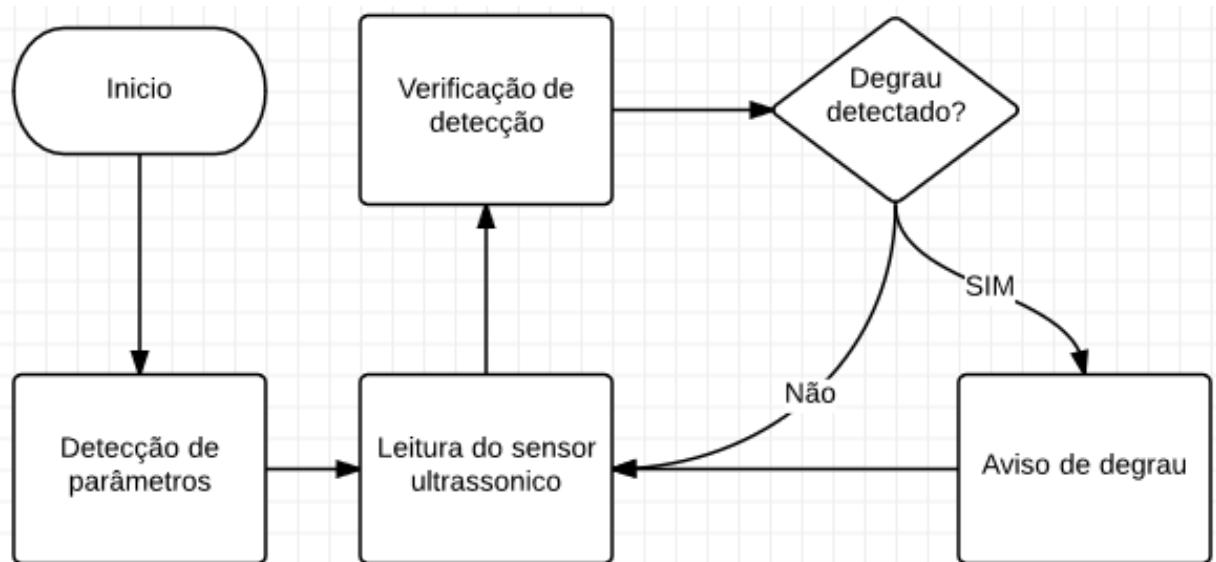 Inicio
Verificação de
detecção
Degrau
detectado?
SIM
Não
Detecção de
parâmetros
Leitura do sensor
ultrassonico
Aviso de degrau